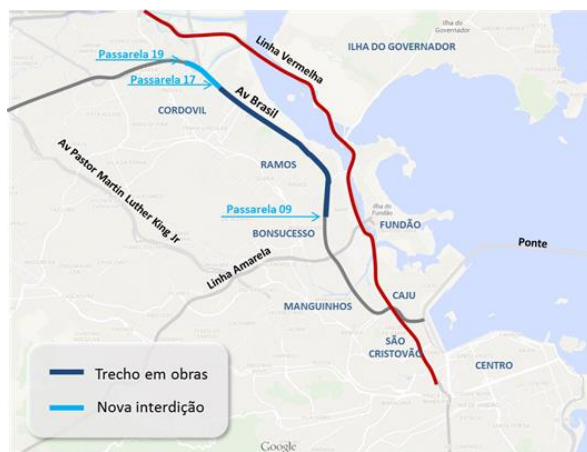 Ilha do
Governador
Linha Vermelha
ILHA DO GOVERNADOR
Passarela 19
Passarela 17
Av Brasil
CORDOVIL
RAMOS
Av Pastor Martin Luther King Jr
Passarela 09
Ilha do
Fundão
BONSUCESSO
FUNDÃO
Ponte
Linha Amarela
MANGUINHOS
CAJU
SÃO
CRISTOVÃO
CENTRO
Trecho em obras
Nova interdição
Google